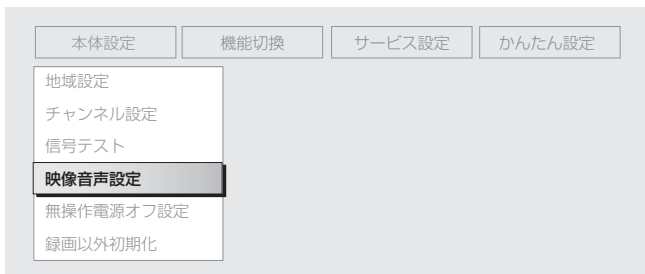 本体設定 機能切換 サービス設定 かんたん設定
地域設定
チャンネル設定
信号テスト
映像音声設定
無操作電源オフ設定
録画以外初期化